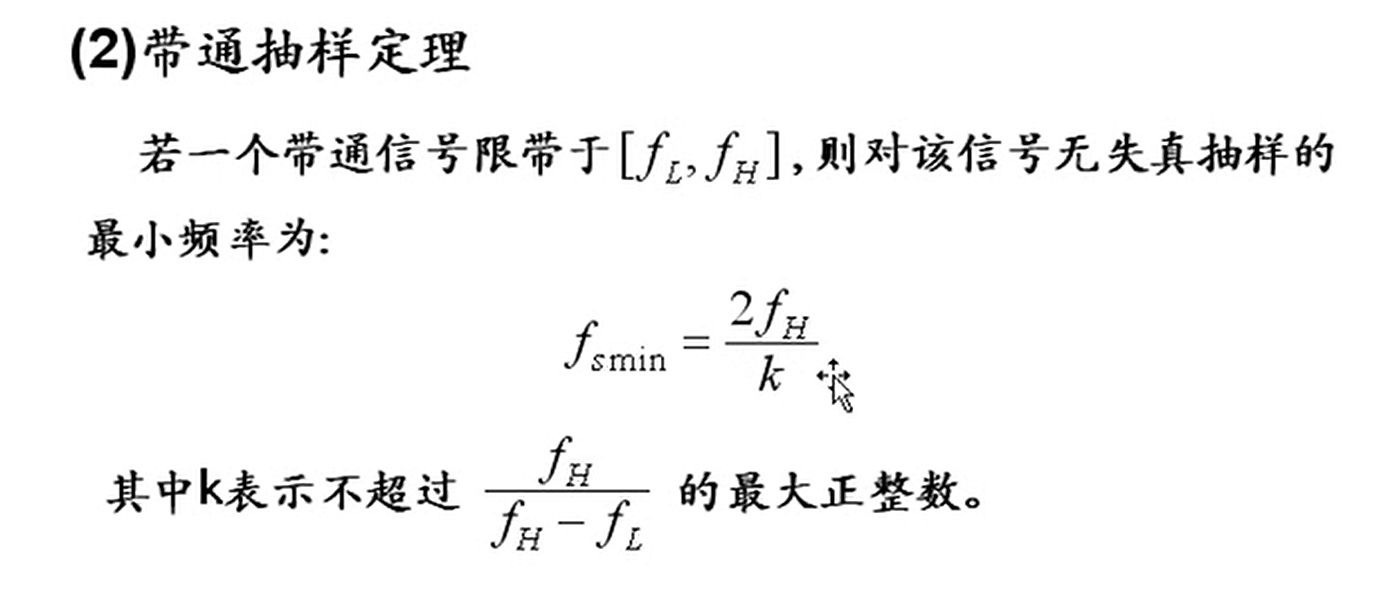 (2)带通抽样定理
若一个带通信号限带于[f_L, f_H],则对该信号无失真抽样的
最小频率为:
f_{smin} = \frac{2f_H}{k}
其中k表示不超过 \frac{f_H}{f_H - f_L} 的最大正整数。